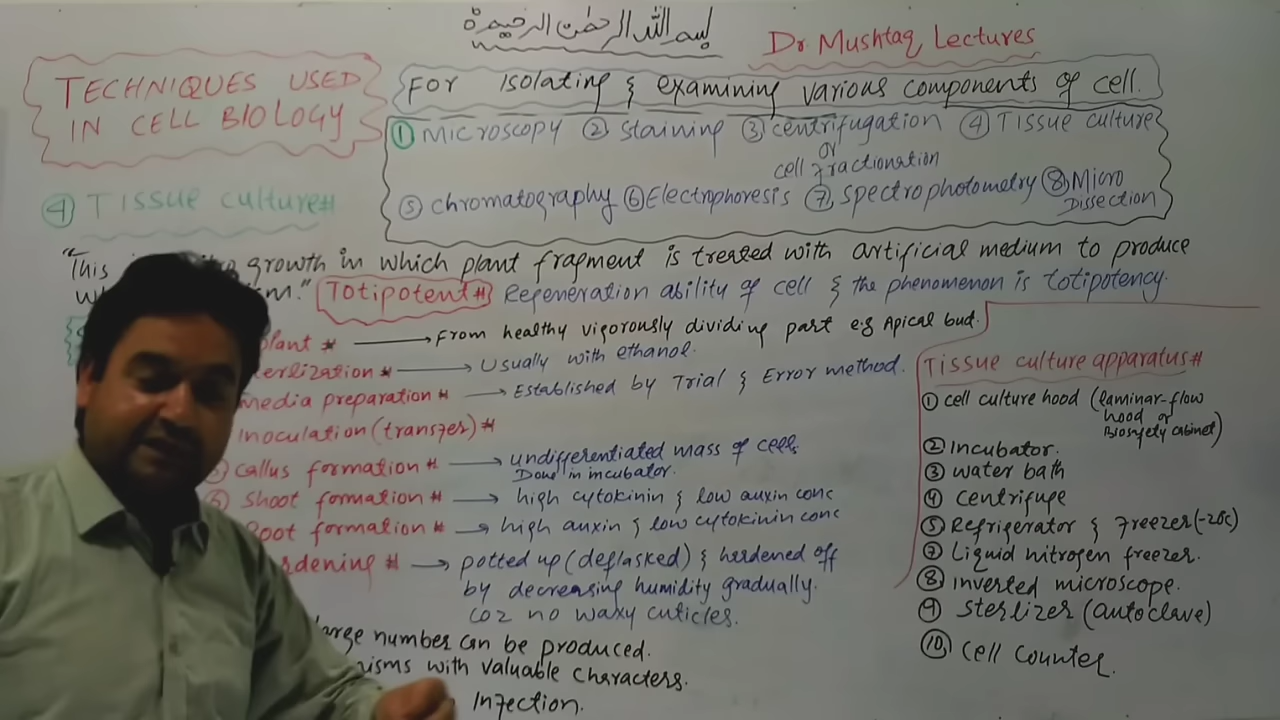 بسم الله الرحمن الرحيم
Dr Mushtaq Lectures
TECHNIQUES USED
IN CELL BIOLOGY
For isolating & examining various components of cell.
① Microscopy ② Staining ③ centrifugation ④ Tissue culture
or
cell fractionation
⑤ chromatography ⑥ Electrophoresis ⑦ spectrophotometry ⑧ Micro
Dissection
④ Tissue culture#
"This growth in which plant fragment is treated with artificial medium to produce
Totipotent# Regeneration ability of cell & the phenomenon is totipotency.
plant # → From healthy vigorously dividing part e.g Apical bud.
→ Usually with ethanol.
media preparation # → Established by Trial & Error method.
Inoculation (transfer) #
callus formation # → undifferentiated mass of cells
Done in incubator.
Shoot formation # → high cytokinin & low auxin conc
Root formation # → high auxin & low cytokinin conc
→ potted up (deflasked) & herdened off
by decreasing humidity gradually.
coz no waxy cuticles.
large number can be produced.
with valuable characters.
Infection.
Tissue culture apparatus#
① cell culture hood (laminar-flow
hood or
Biosafety cabinet)
② Incubator.
③ water bath
④ centrifuge
⑤ Refrigerator & Freezer (-20c)
⑦ Liquid nitrogen freezer.
⑧ inverted microscope.
⑨ sterlizer (autoclave)
⑩ cell counter.